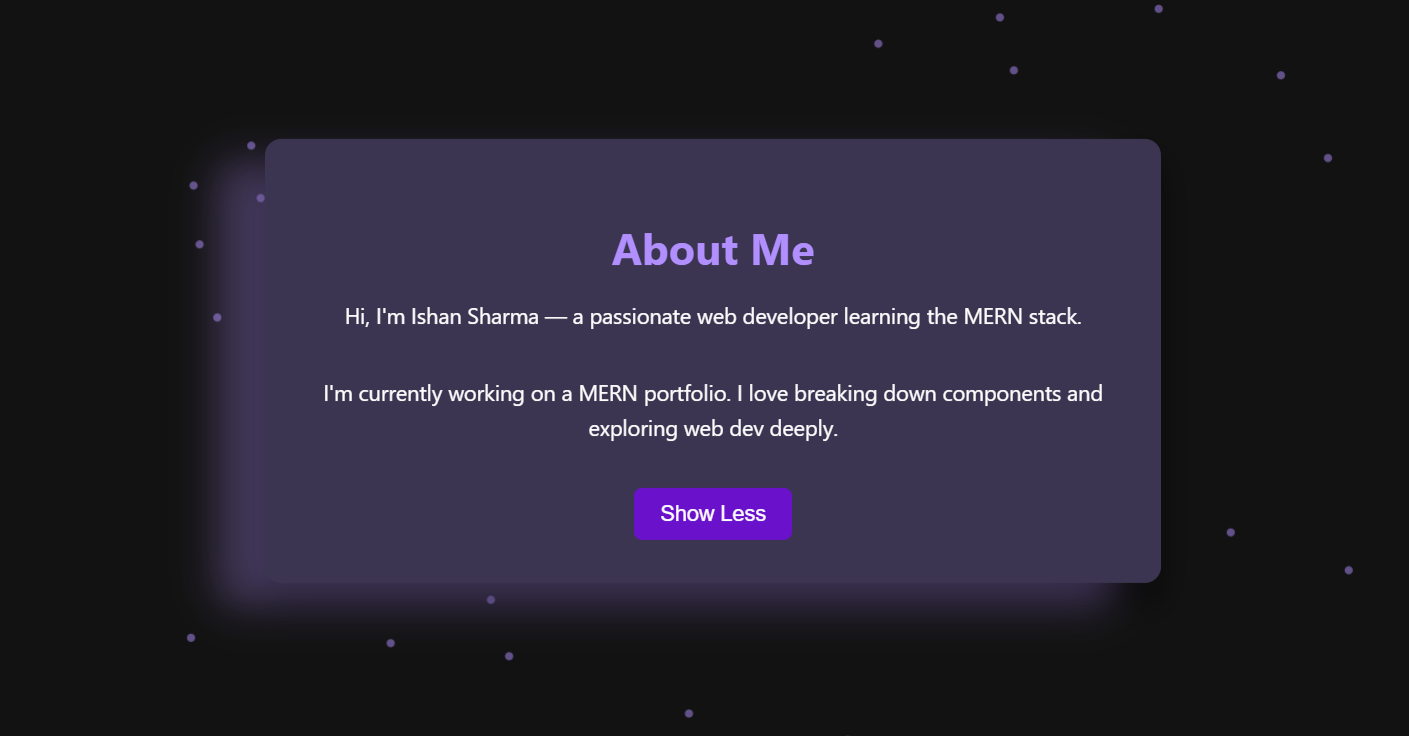 About Me
Hi, I'm Ishan Sharma — a passionate web developer learning the MERN stack.
I'm currently working on a MERN portfolio. I love breaking down components and
exploring web dev deeply.
Show Less